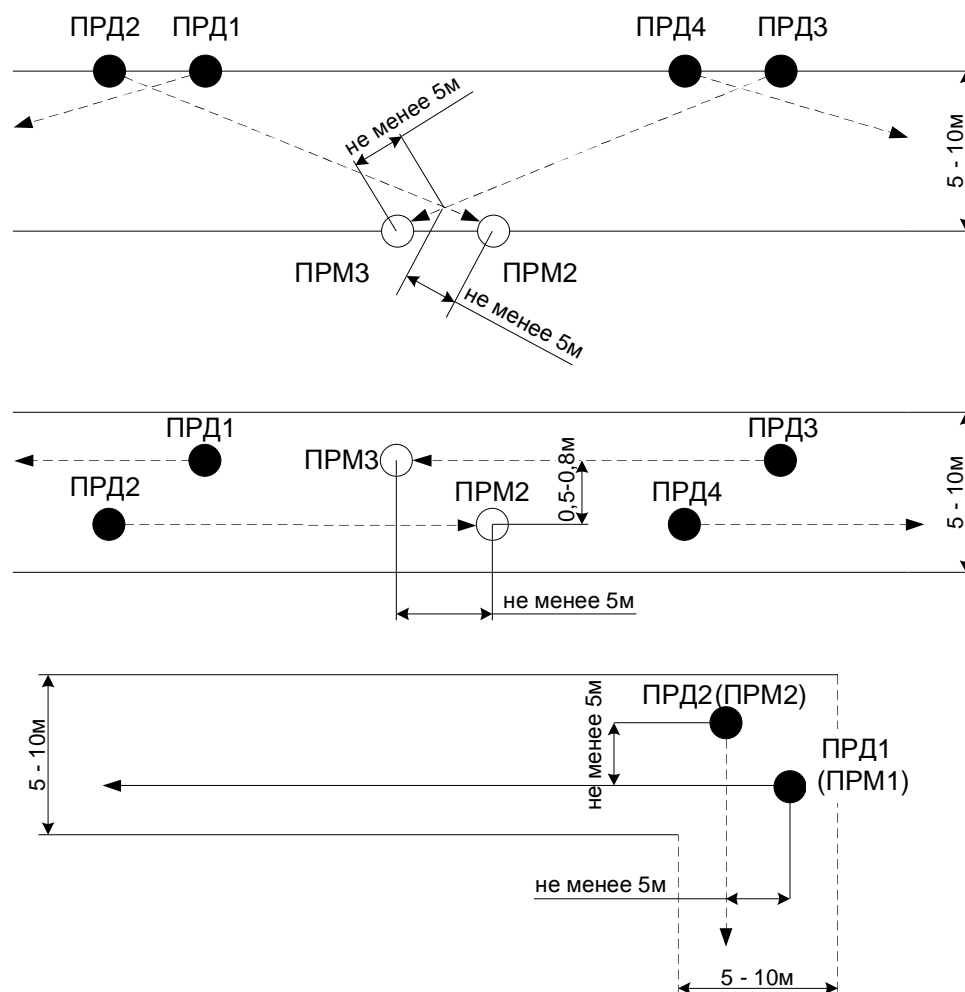 ПРД2
ПРД1
ПРД4
ПРД3
не менее 5м
5 - 10м
ПРМ3
ПРМ2
не менее 5м
ПРД1
ПРД3
ПРМ3
0,5-0,8м
ПРД2
ПРМ2
ПРД4
5 - 10м
не менее 5м
ПРД2(ПРМ2)
не менее 5м
5 - 10м
ПРД1
(ПРМ1)
не менее 5м
5 - 10м